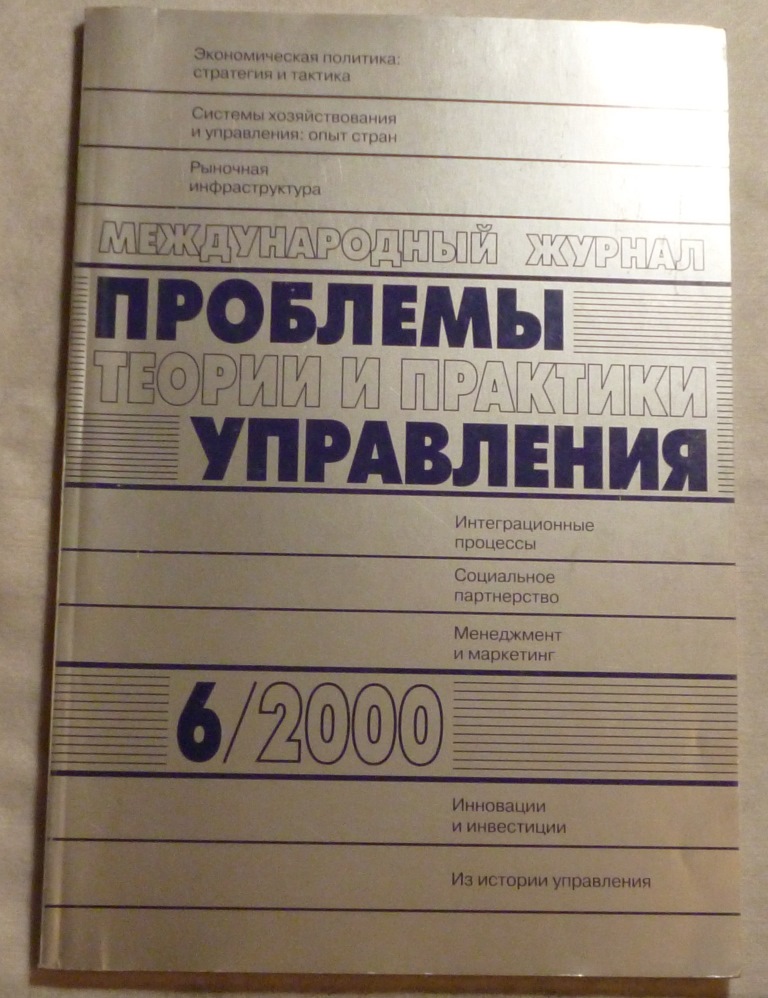 Экономическая политика:
стратегия и тактика
Системы хозяйствования
и управления: опыт стран
Рыночная
инфраструктура
МЕЖДУНАРОДНЫЙ ЖУРНАЛ
ПРОБЛЕМЫ
ТЕОРИИ И ПРАКТИКИ
УПРАВЛЕНИЯ
Интеграционные
процессы
Социальное
партнерство
Менеджмент
и маркетинг
6/2000
Инновации
и инвестиции
Из истории управления